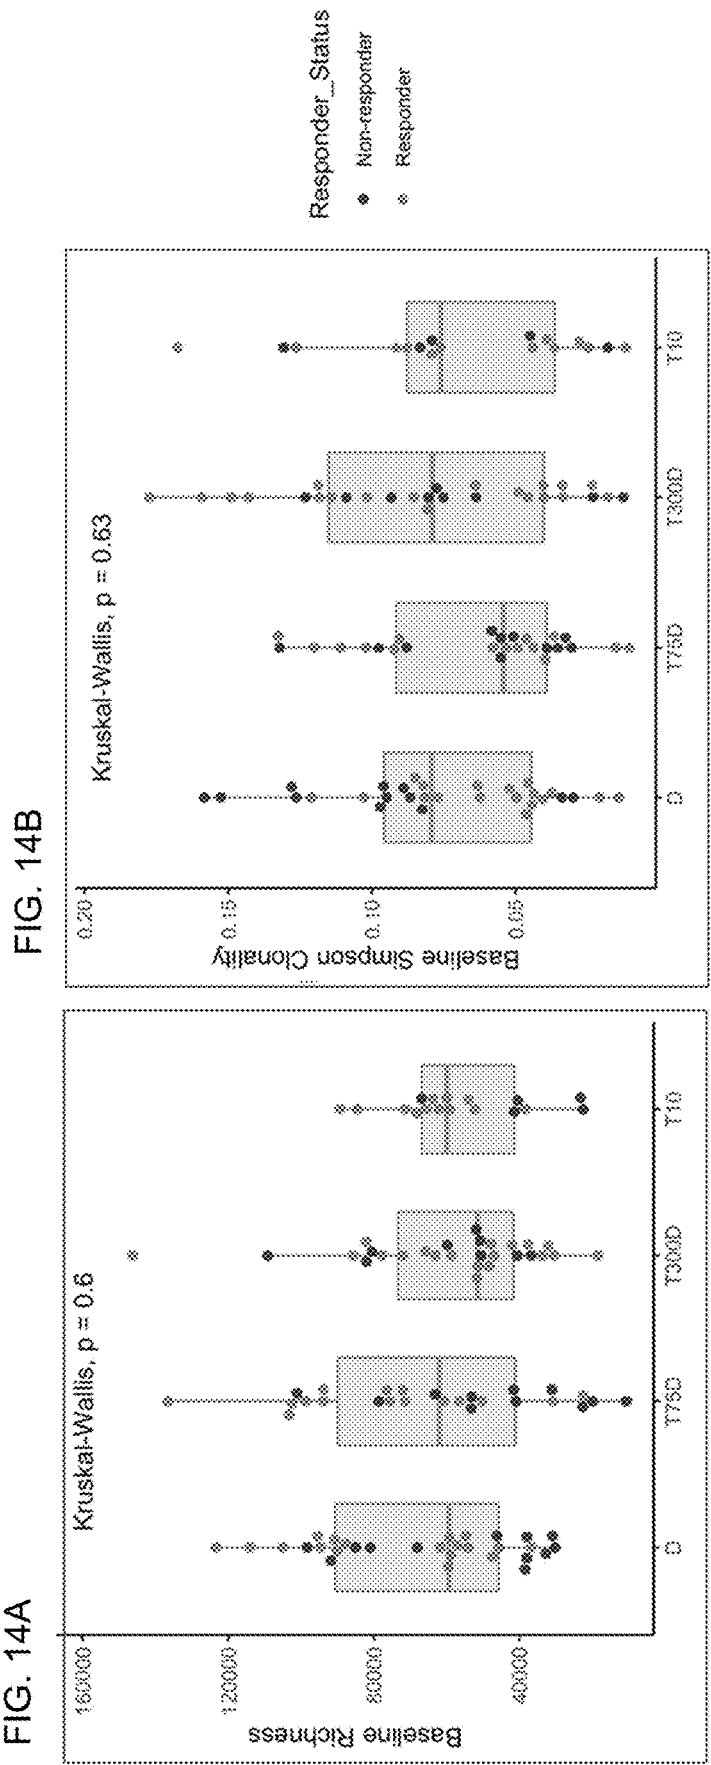 FIG. 14A
Kruskal-Wallis, p = 0.6
Baseline Richness
160000
120000
80000
40000
D
T75D
T300D
T10
FIG. 14B
Kruskal-Wallis, p = 0.63
Baseline Simpson Clonality
0.20
0.15
0.10
0.05
D
T75D
T300D
T10
Responder_Status
Non-responder
Responder